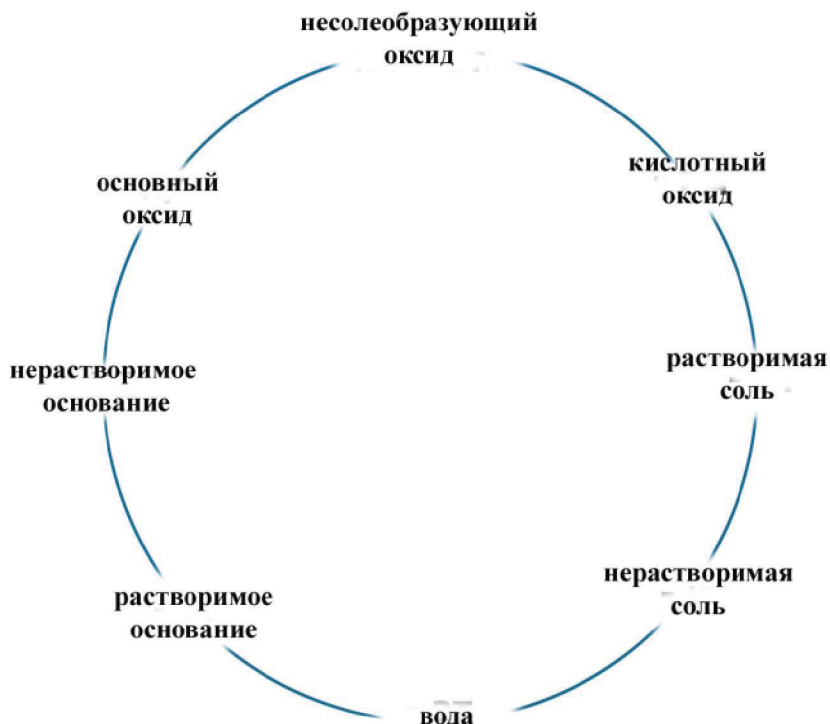 несолеобразующий
оксид
кислотный
оксид
основный
оксид
растворимая
соль
нерастворимое
основание
нерастворимая
соль
растворимое
основание
вода